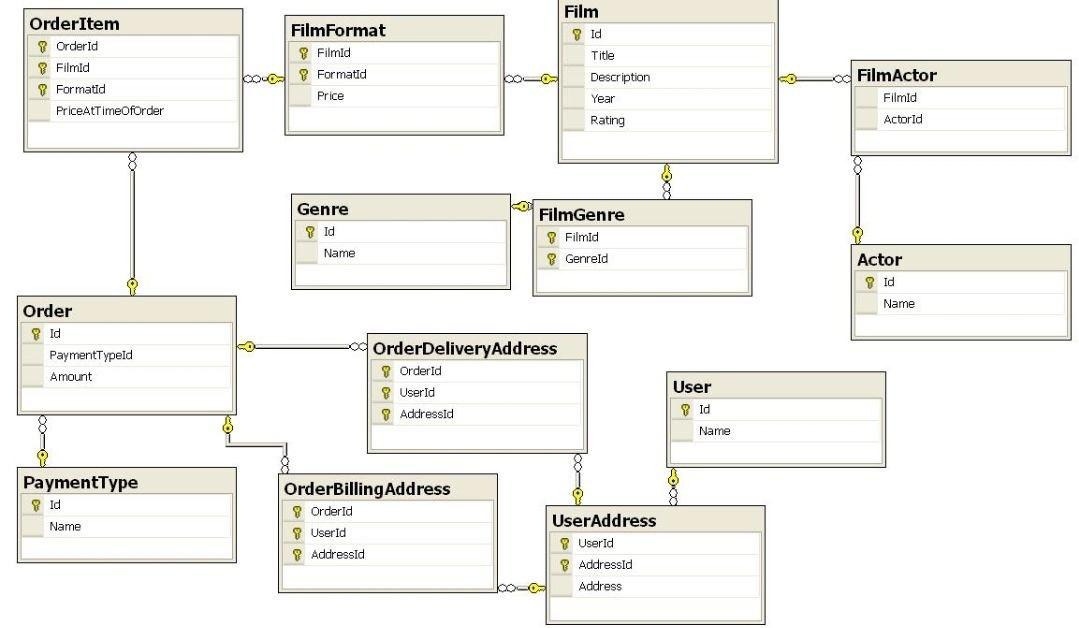 OrderItem
OrderId
FilmId
FormatId
PriceAtTimeOfOrder
FilmFormat
FilmId
FormatId
Price
Film
Id
Title
Description
Year
Rating
FilmActor
FilmId
ActorId
Genre
Id
Name
FilmGenre
FilmId
GenreId
Actor
Id
Name
Order
Id
PaymentTypeId
Amount
OrderDeliveryAddress
OrderId
UserId
AddressId
User
Id
Name
PaymentType
Id
Name
OrderBillingAddress
OrderId
UserId
AddressId
UserAddress
UserId
AddressId
Address